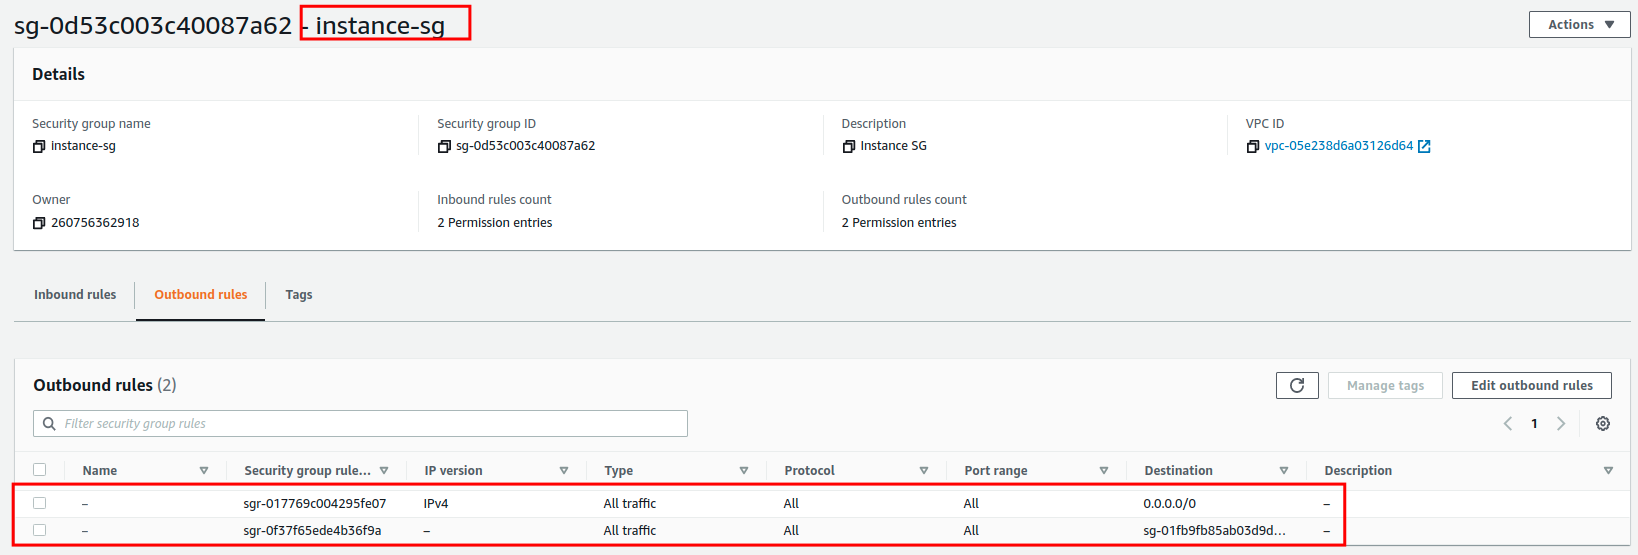 sg-0d53c003c40087a62 - instance-sg
Actions
Details
Security group name
Security group ID
Description
VPC ID
instance-sg
sg-0d53c003c40087a62
Instance SG
vpc-05e238d6a03126d64
Owner
Inbound rules count
Outbound rules count
260756362918
2 Permission entries
2 Permission entries
Inbound rules
Outbound rules
Tags
Outbound rules (2)
Manage tags
Edit outbound rules
Filter security group rules
1
Name
Security group rule...
IP version
Type
Protocol
Port range
Destination
Description
– sgr-017769c004295fe07 IPv4 All traffic All All 0.0.0.0/0 –
– sgr-0f37f65ede4b36f9a – All traffic All All sg-01fb9fb85ab03d9d... –